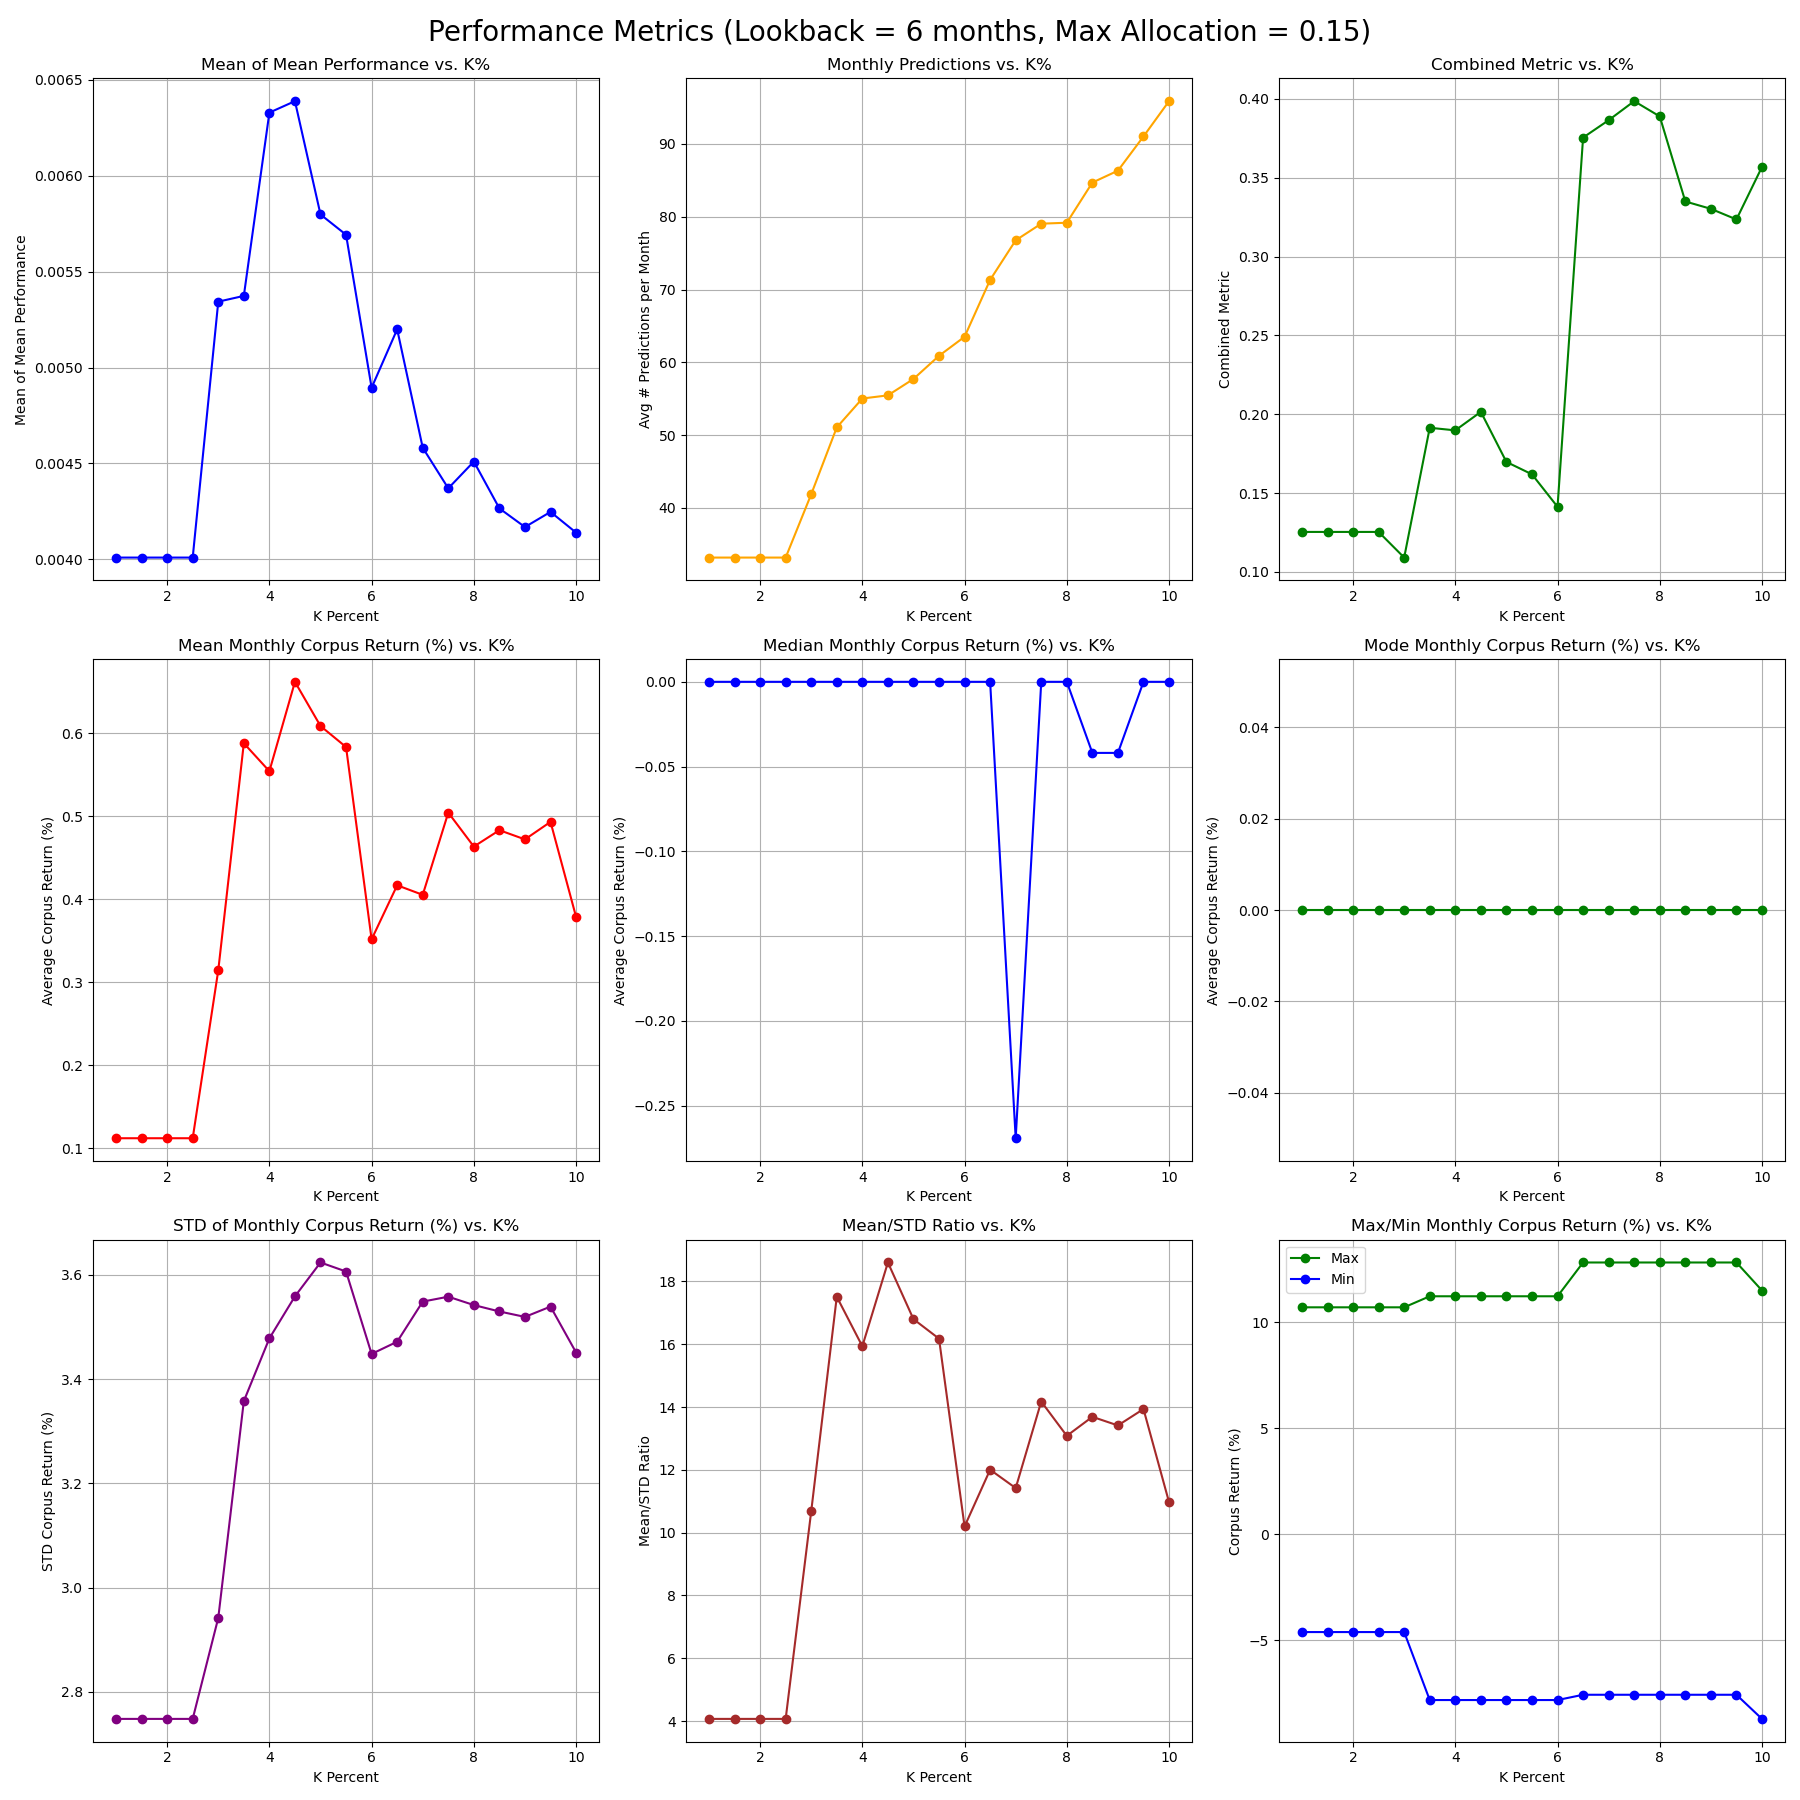 Performance Metrics (Lookback = 6 months, Max Allocation = 0.15)
Mean of Mean Performance vs. K%
Mean of Mean Performance
0.0065
0.0060
0.0055
0.0050
0.0045
0.0040
2 4 6 8 10
K Percent
Monthly Predictions vs. K%
Avg # Predictions per Month
90
80
70
60
50
40
2 4 6 8 10
K Percent
Combined Metric vs. K%
Combined Metric
0.40
0.35
0.30
0.25
0.20
0.15
0.10
2 4 6 8 10
K Percent
Mean Monthly Corpus Return (%) vs. K%
Average Corpus Return (%)
0.6
0.5
0.4
0.3
0.2
0.1
2 4 6 8 10
K Percent
Median Monthly Corpus Return (%) vs. K%
Average Corpus Return (%)
0.00
−0.05
−0.10
−0.15
−0.20
−0.25
2 4 6 8 10
K Percent
Mode Monthly Corpus Return (%) vs. K%
Average Corpus Return (%)
0.04
0.02
0.00
−0.02
−0.04
2 4 6 8 10
K Percent
STD of Monthly Corpus Return (%) vs. K%
STD Corpus Return (%)
3.6
3.4
3.2
3.0
2.8
2 4 6 8 10
K Percent
Mean/STD Ratio vs. K%
Mean/STD Ratio
18
16
14
12
10
8
6
4
2 4 6 8 10
K Percent
Max/Min Monthly Corpus Return (%) vs. K%
Max
Min
Corpus Return (%)
10
5
0
−5
2 4 6 8 10
K Percent